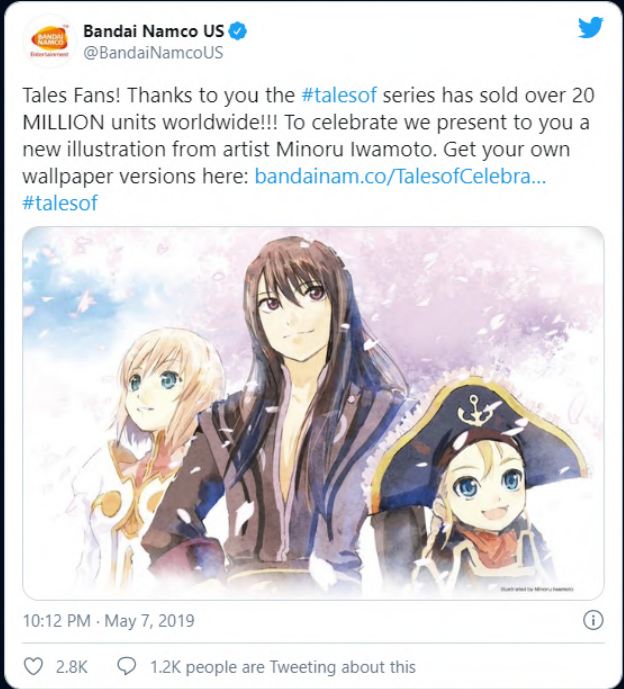 Bandai Namco US
@BandaiNamcoUS
BANDAI
NAMCO
Entertainment
Tales Fans! Thanks to you the #talesof series has sold over 20
MILLION units worldwide!!! To celebrate we present to you a
new illustration from artist Minoru Iwamoto. Get your own
wallpaper versions here: bandainam.co/TalesofCelebra...
#talesof
Illustrated by Minoru Iwamoto
10:12 PM · May 7, 2019
2.8K
1.2K people are Tweeting about this